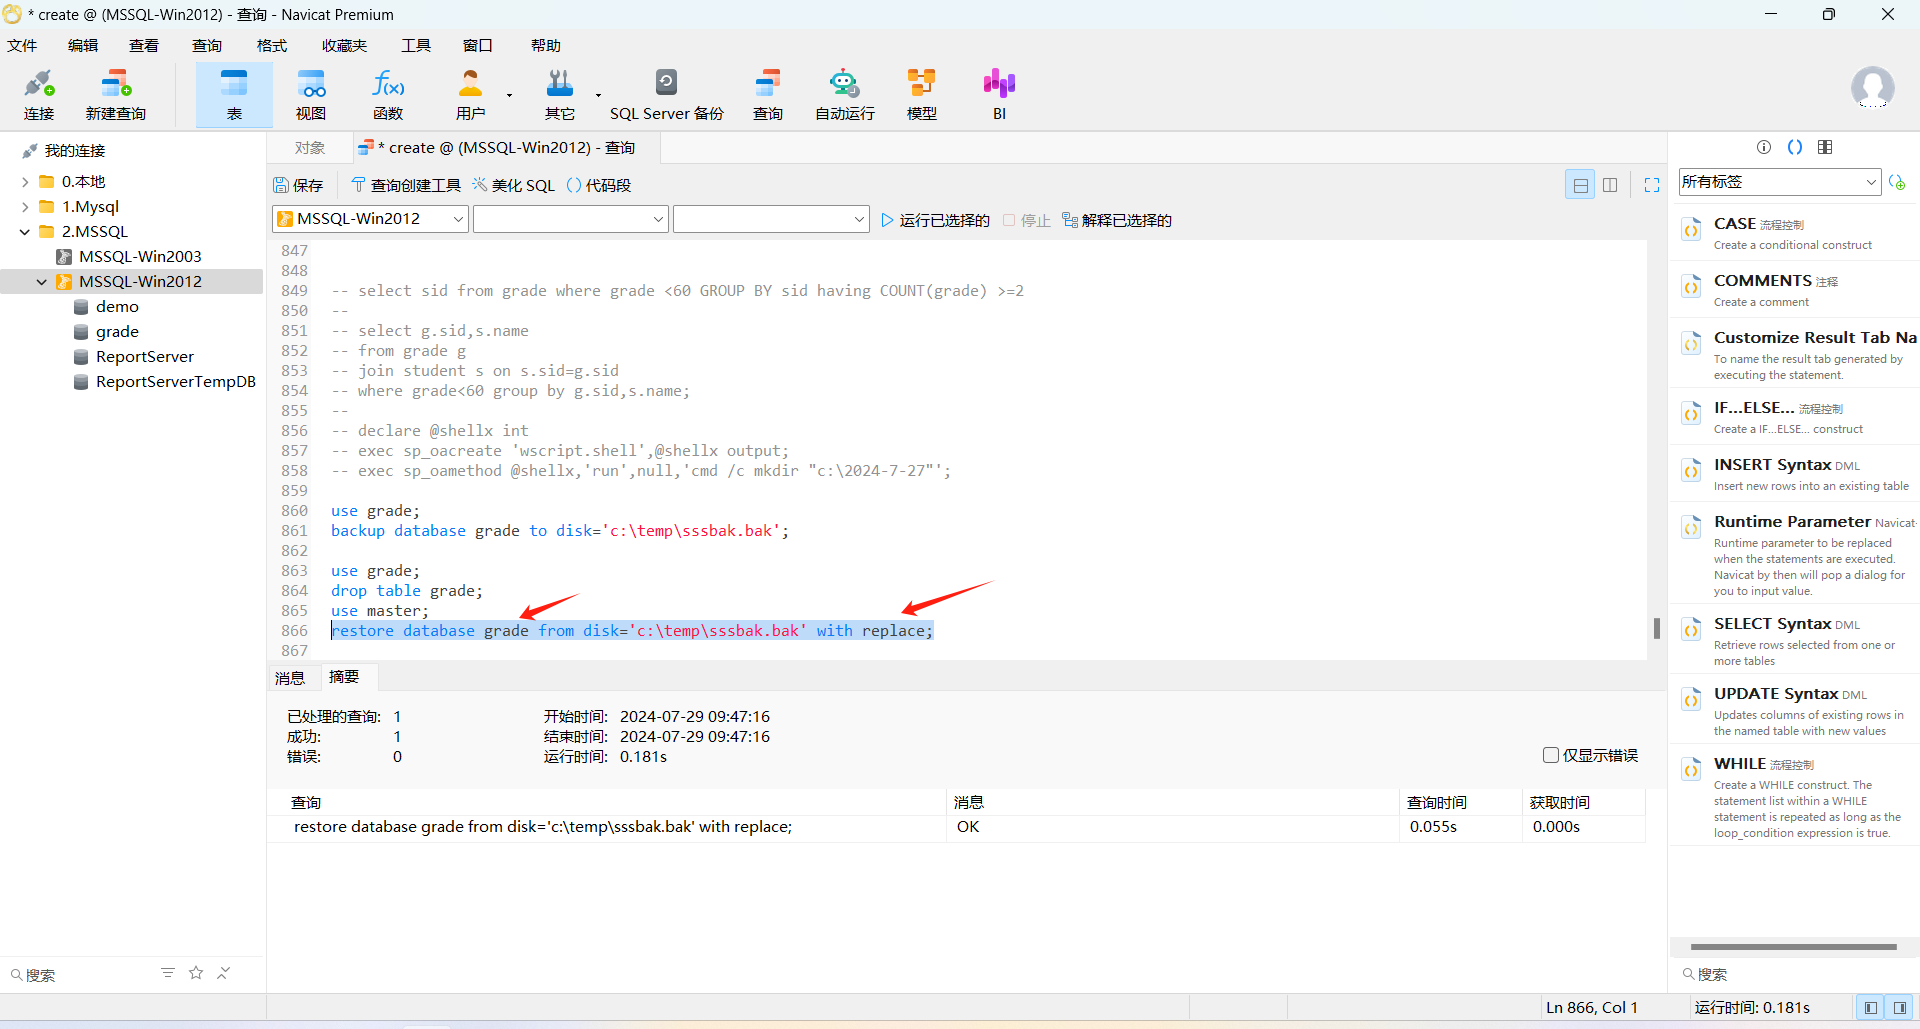 * create @ (MSSQL-Win2012) - 查询 - Navicat Premium
文件 编辑 查看 查询 格式 收藏夹 工具 窗口 帮助
连接 新建查询 表 视图 函数 用户 其它 SQL Server 备份 查询 自动运行 模型 BI
我的连接
0.本地
1.Mysql
2.MSSQL
MSSQL-Win2003
MSSQL-Win2012
demo
grade
ReportServer
ReportServerTempDB
搜索
对象 * create @ (MSSQL-Win2012) - 查询
保存 查询创建工具 美化 SQL 代码段
MSSQL-Win2012 运行已选择的 停止 解释已选择的
847
848
849 -- select sid from grade where grade <60 GROUP BY sid having COUNT(grade) >=2
850 --
851 -- select g.sid,s.name
852 -- from grade g
853 -- join student s on s.sid=g.sid
854 -- where grade<60 group by g.sid,s.name;
855 --
856 -- declare @shellx int
857 -- exec sp_oacreate 'wscript.shell',@shellx output;
858 -- exec sp_oamethod @shellx,'run',null,'cmd /c mkdir "c:\2024-7-27"';
859
860 use grade;
861 backup database grade to disk='c:\temp\sssbak.bak';
862
863 use grade;
864 drop table grade;
865 use master;
866 restore database grade from disk='c:\temp\sssbak.bak' with replace;
867
消息 摘要
已处理的查询: 1 开始时间: 2024-07-29 09:47:16
成功: 1 结束时间: 2024-07-29 09:47:16
错误: 0 运行时间: 0.181s
仅显示错误
查询 消息 查询时间 获取时间
restore database grade from disk='c:\temp\sssbak.bak' with replace; OK 0.055s 0.000s
所有标签
CASE 流程控制
Create a conditional construct
COMMENTS 注释
Create a comment
Customize Result Tab Na
To name the result tab generated by
executing the statement.
IF...ELSE... 流程控制
Create a IF...ELSE... construct
INSERT Syntax DML
Insert new rows into an existing table
Runtime Parameter Navicat
Runtime parameter to be replaced
when the statements are executed.
Navicat by then will pop a dialog for
you to input value.
SELECT Syntax DML
Retrieve rows selected from one or
more tables
UPDATE Syntax DML
Updates columns of existing rows in
the named table with new values
WHILE 流程控制
Create a WHILE construct. The
statement list within a WHILE
statement is repeated as long as the
loop_condition expression is true.
搜索
Ln 866, Col 1 运行时间: 0.181s